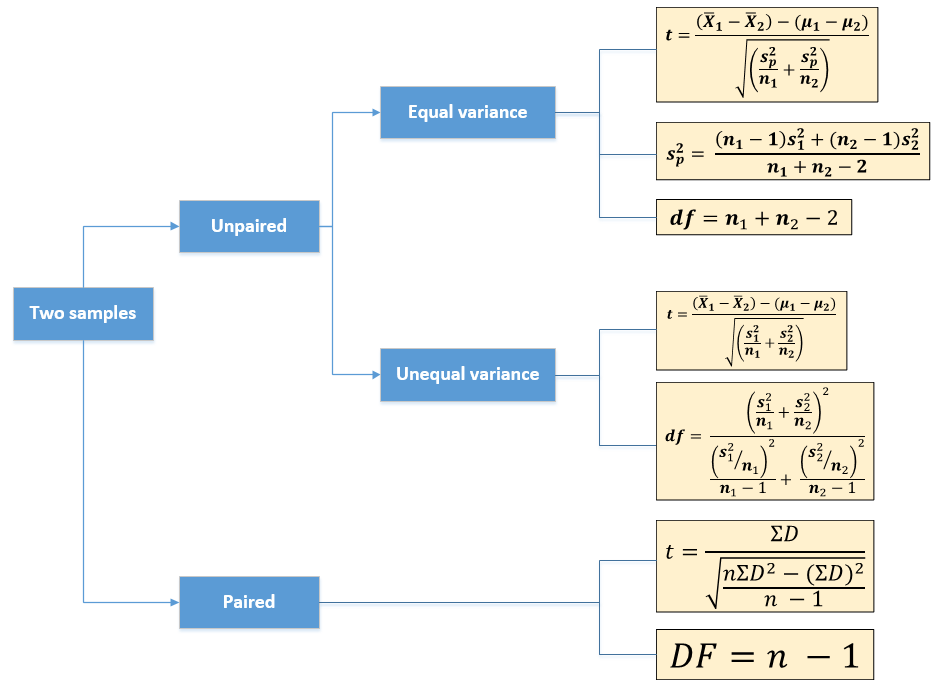 Two samples
Unpaired
Paired
Equal variance
Unequal variance
t = ((X̅₁ − X̅₂) − (μ₁ − μ₂)) / √(s²ₚ/n₁ + s²ₚ/n₂)
s²ₚ = ((n₁ − 1)s₁² + (n₂ − 1)s₂²) / (n₁ + n₂ − 2)
df = n₁ + n₂ − 2
t = ((X̅₁ − X̅₂) − (μ₁ − μ₂)) / √(s₁²/n₁ + s₂²/n₂)
df = (s₁²/n₁ + s₂²/n₂)² / ((s₁²/n₁)²/(n₁ − 1) + (s₂²/n₂)²/(n₂ − 1))
t = ΣD / √((nΣD² − (ΣD)²)/(n − 1))
DF = n − 1